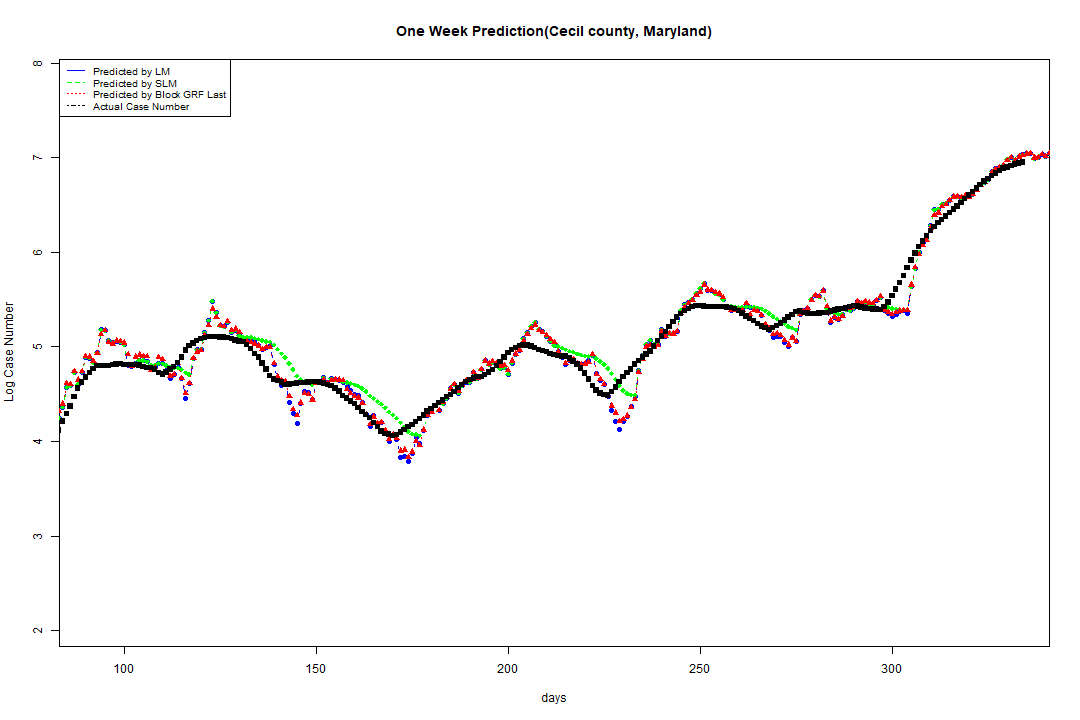 One Week Prediction(Cecil county, Maryland)
Predicted by LM
Predicted by SLM
Predicted by Block GRF Last
Actual Case Number
8
7
6
5
4
3
2
Log Case Number
100 150 200 250 300
days